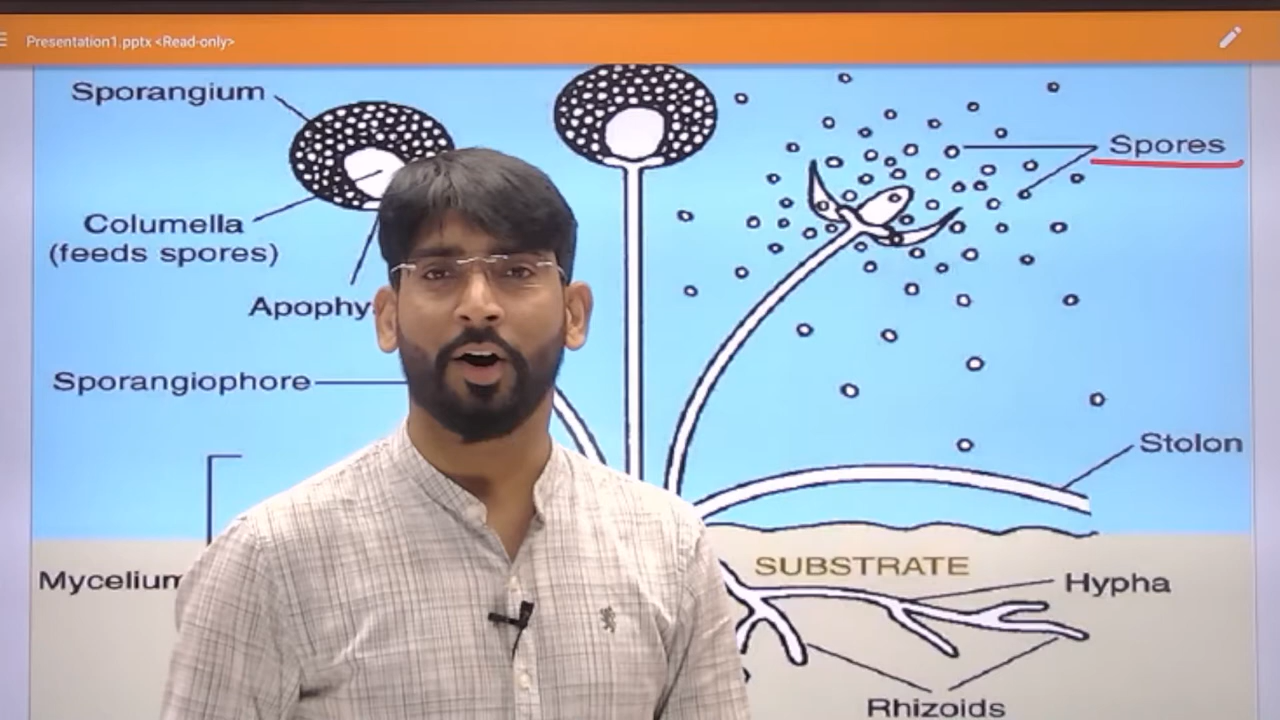 Presentation1.pptx <Read-only>
Sporangium
Spores
Columella
(feeds spores)
Apophy
Sporangiophore
Stolon
SUBSTRATE
Mycelium
Hypha
Rhizoids